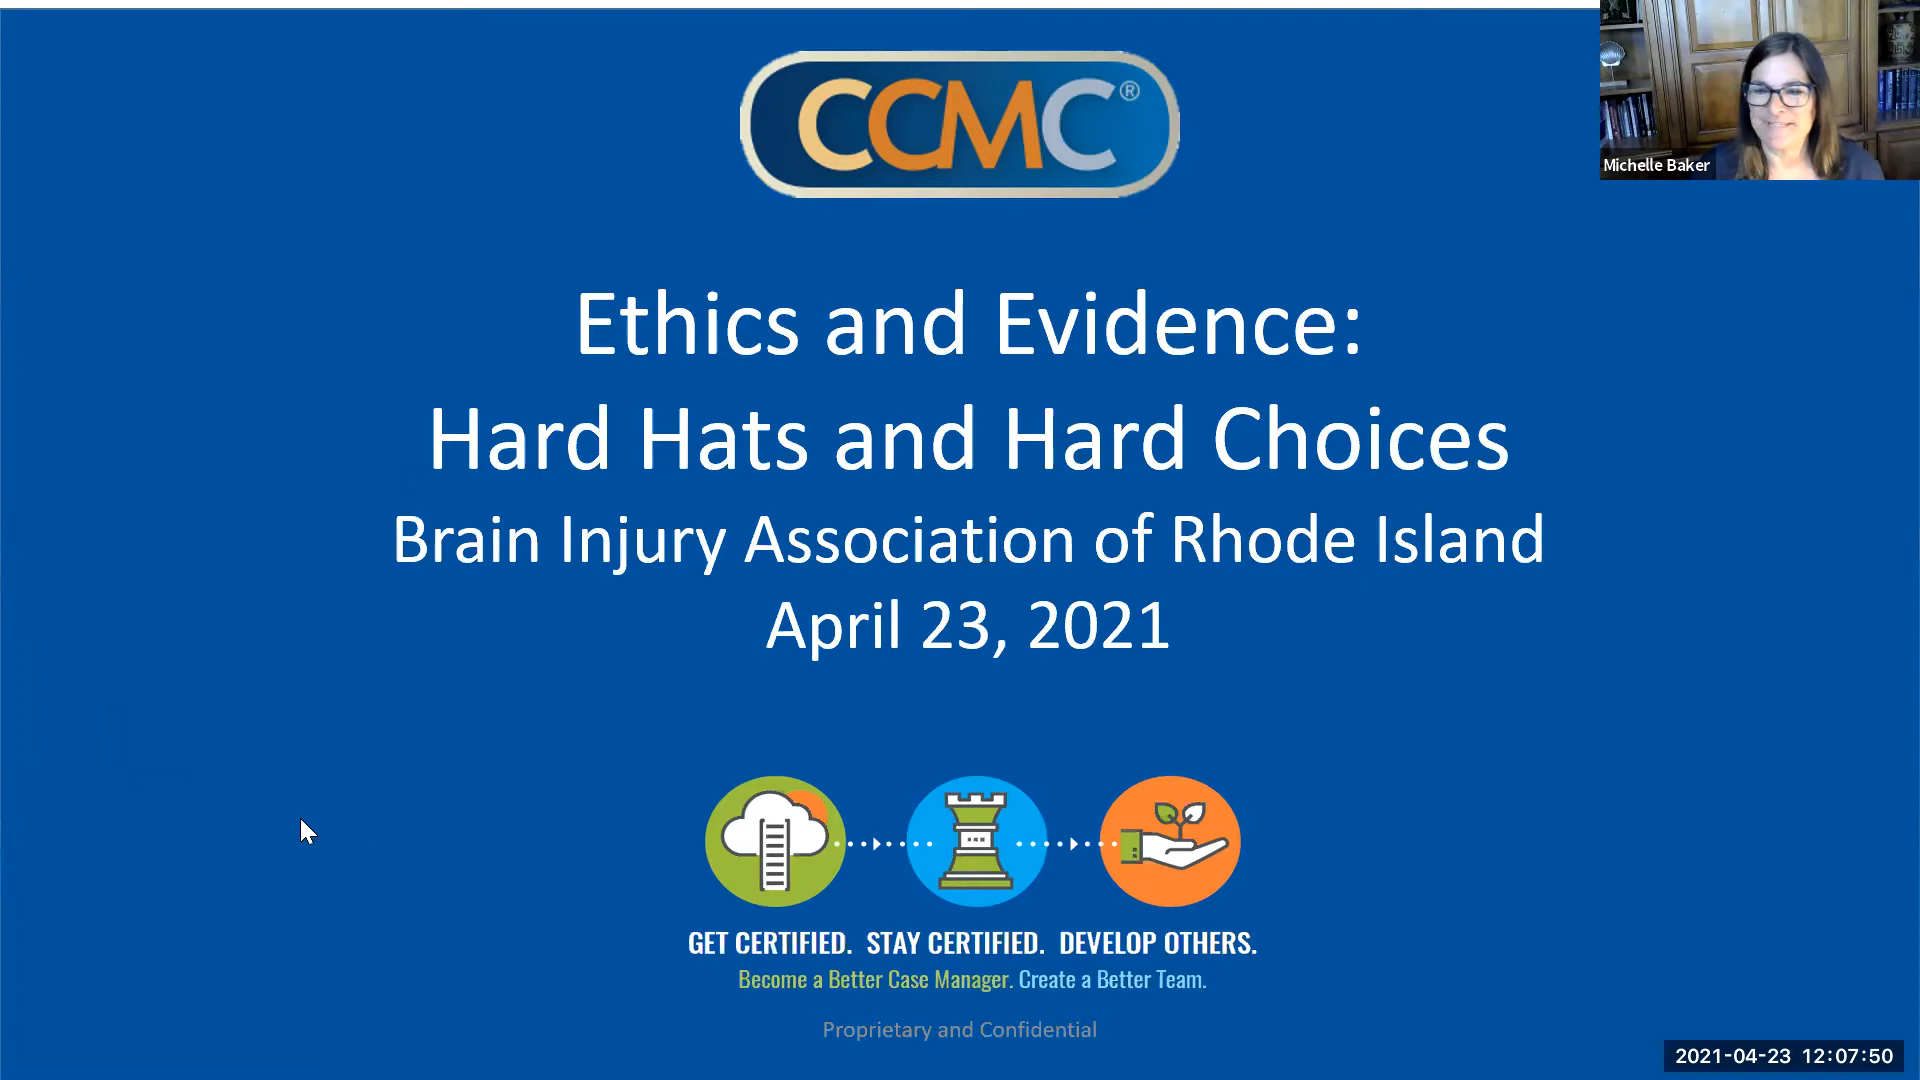 CCMC®
Michelle Baker
Ethics and Evidence:
Hard Hats and Hard Choices
Brain Injury Association of Rhode Island
April 23, 2021
GET CERTIFIED. STAY CERTIFIED. DEVELOP OTHERS.
Become a Better Case Manager. Create a Better Team.
Proprietary and Confidential
2021-04-23 12:07:50